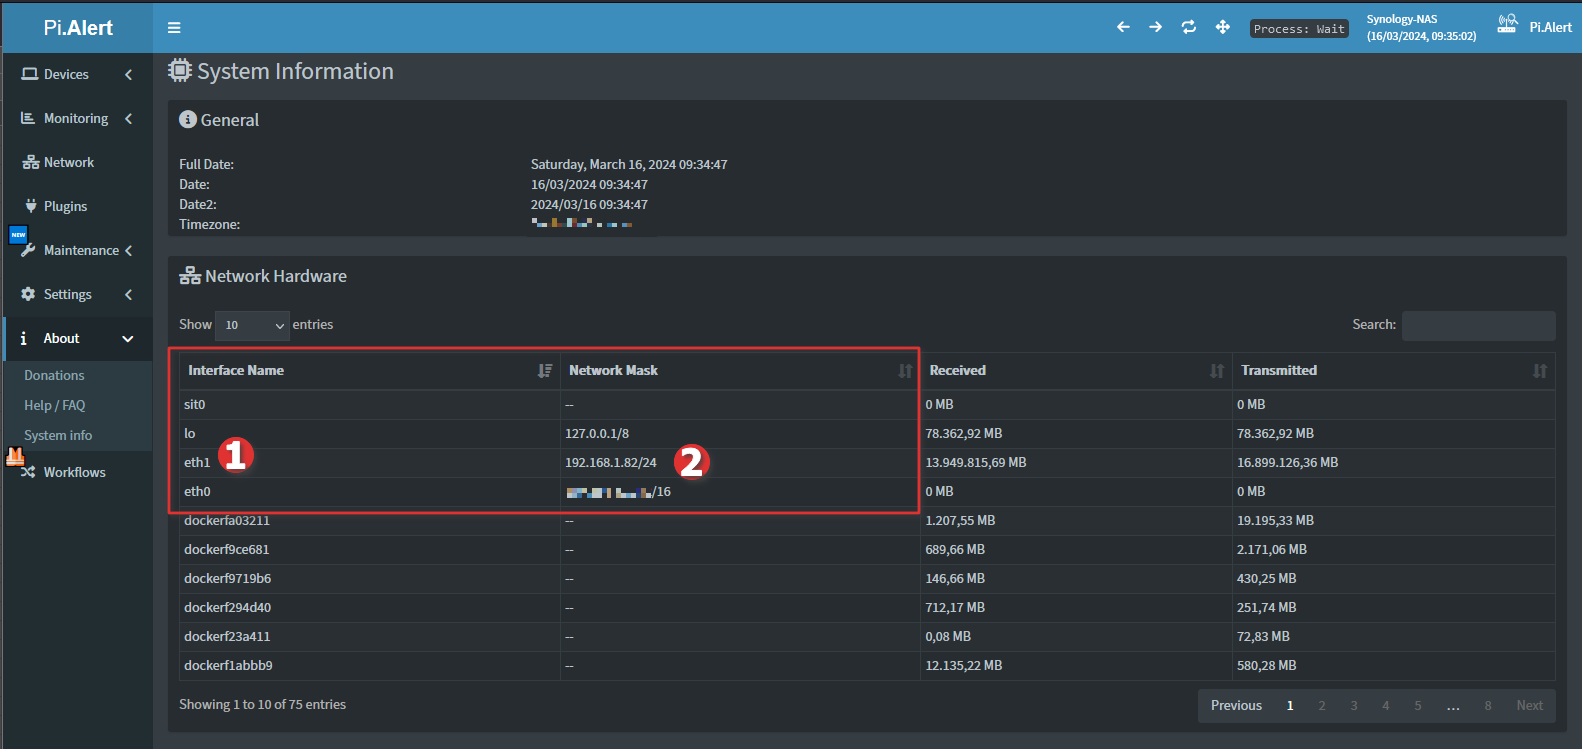 Pi.Alert
Process: Wait
Synology-NAS
(16/03/2024, 09:35:02)
Pi.Alert
Devices
Monitoring
Network
Plugins
NEW
Maintenance
Settings
About
Donations
Help / FAQ
System info
Workflows
System Information
General
Full Date: Saturday, March 16, 2024 09:34:47
Date: 16/03/2024 09:34:47
Date2: 2024/03/16 09:34:47
Timezone:
Network Hardware
Show 10 entries
Search:
Interface Name Network Mask Received Transmitted
sit0 -- 0 MB 0 MB
lo 127.0.0.1/8 78.362,92 MB 78.362,92 MB
eth1 1 192.168.1.82/24 2 13.949.815,69 MB 16.899.126,36 MB
eth0 /16 0 MB 0 MB
dockerfa03211 -- 1.207,55 MB 19.195,33 MB
dockerf9ce681 -- 689,66 MB 2.171,06 MB
dockerf9719b6 -- 146,66 MB 430,25 MB
dockerf294d40 -- 712,17 MB 251,74 MB
dockerf23a411 -- 0,08 MB 72,83 MB
dockerf1abbb9 -- 12.135,22 MB 580,28 MB
Showing 1 to 10 of 75 entries
Previous 1 2 3 4 5 ... 8 Next